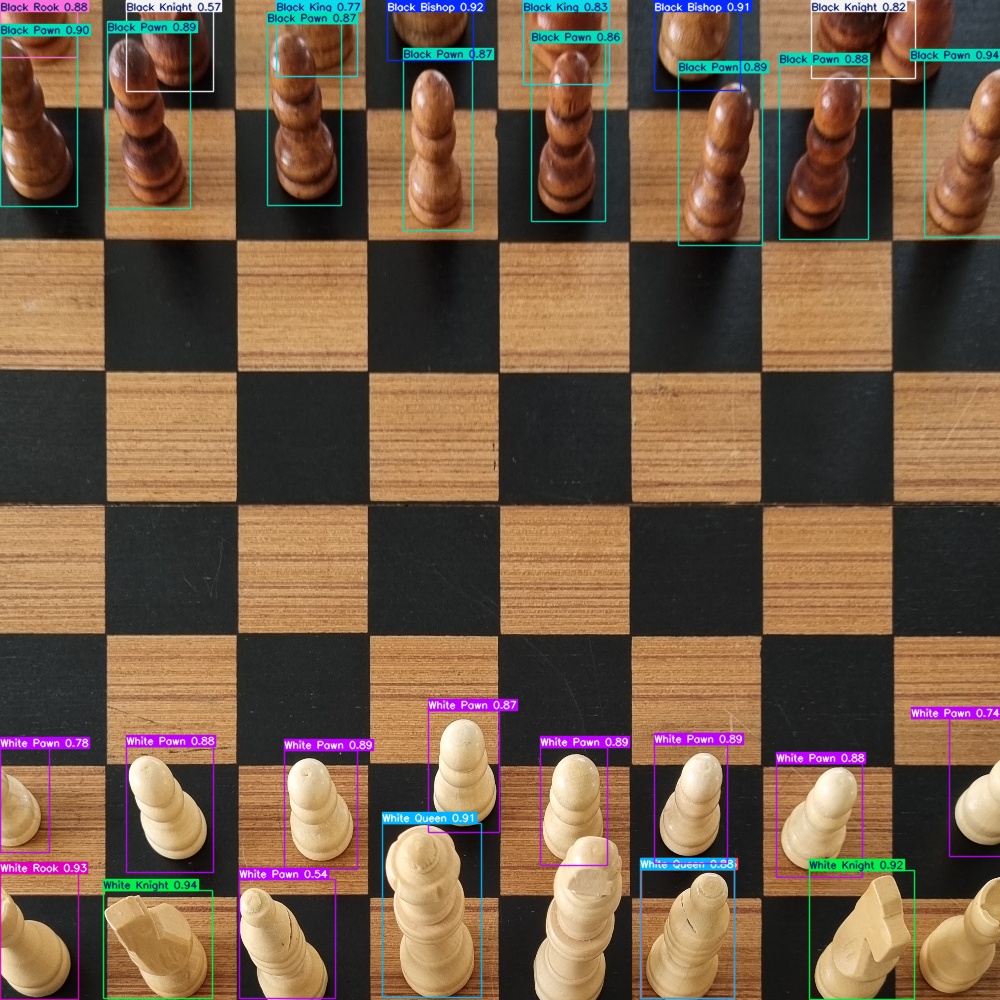 Black Rook 0.88
Black Knight 0.57
Black King 0.77
Black Bishop 0.92
Black King 0.83
Black Bishop 0.91
Black Knight 0.82
Black Pawn 0.90
Black Pawn 0.89
Black Pawn 0.87
Black Pawn 0.87
Black Pawn 0.86
Black Pawn 0.89
Black Pawn 0.88
Black Pawn 0.94
White Pawn 0.78
White Pawn 0.88
White Pawn 0.89
White Pawn 0.87
White Pawn 0.89
White Pawn 0.89
White Pawn 0.88
White Pawn 0.74
White Rook 0.93
White Knight 0.94
White Pawn 0.54
White Queen 0.91
White Queen 0.88
White Knight 0.92